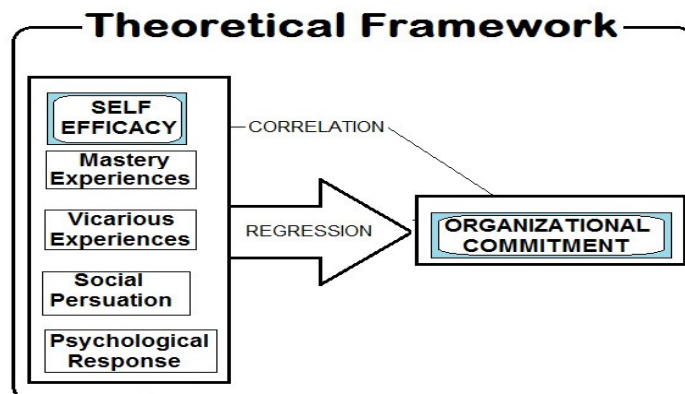 Theoretical Framework
SELF
EFFICACY
CORRELATION
Mastery
Experiences
Vicarious
Experiences
REGRESSION
ORGANIZATIONAL
COMMITMENT
Social
Persuation
Psychological
Response